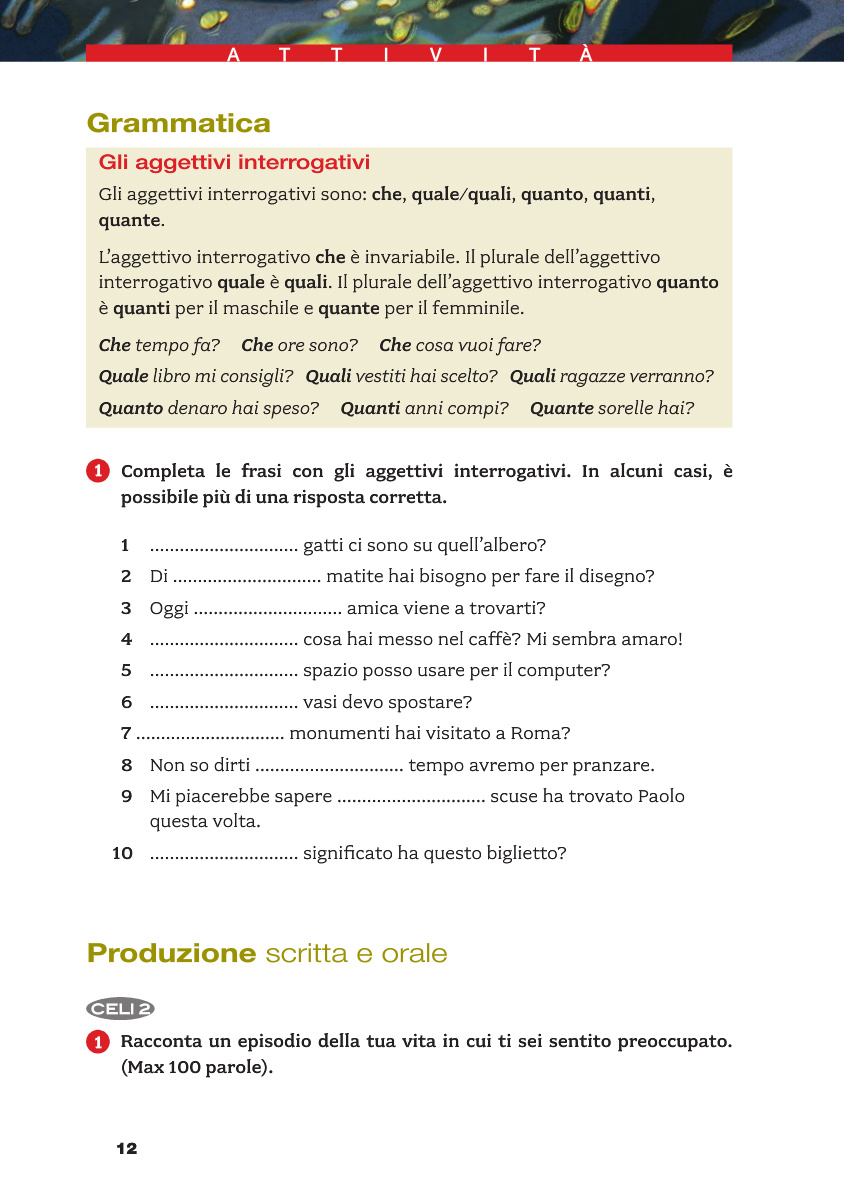 ATTIVITÀ
Grammatica
Gli aggettivi interrogativi
Gli aggettivi interrogativi sono: che, quale/quali, quanto, quanti,
quante.
L’aggettivo interrogativo che è invariabile. Il plurale dell’aggettivo
interrogativo quale è quali. Il plurale dell’aggettivo interrogativo quanto
è quanti per il maschile e quante per il femminile.
Che tempo fa? Che ore sono? Che cosa vuoi fare?
Quale libro mi consigli? Quali vestiti hai scelto? Quali ragazze verranno?
Quanto denaro hai speso? Quanti anni compi? Quante sorelle hai?
1 Completa le frasi con gli aggettivi interrogativi. In alcuni casi, è
possibile più di una risposta corretta.
1 .............................. gatti ci sono su quell’albero?
2 Di .............................. matite hai bisogno per fare il disegno?
3 Oggi .............................. amica viene a trovarti?
4 .............................. cosa hai messo nel caffè? Mi sembra amaro!
5 .............................. spazio posso usare per il computer?
6 .............................. vasi devo spostare?
7 .............................. monumenti hai visitato a Roma?
8 Non so dirti .............................. tempo avremo per pranzare.
9 Mi piacerebbe sapere .............................. scuse ha trovato Paolo
questa volta.
10 .............................. significato ha questo biglietto?
Produzione scritta e orale
CELI 2
1 Racconta un episodio della tua vita in cui ti sei sentito preoccupato.
(Max 100 parole).
12